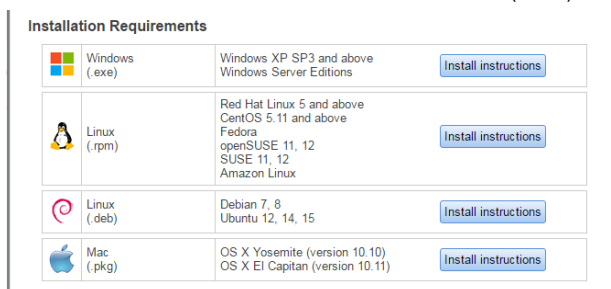 Installation Requirements
Windows
(.exe)
Windows XP SP3 and above
Windows Server Editions
Install instructions
Linux
(.rpm)
Red Hat Linux 5 and above
CentOS 5.11 and above
Fedora
openSUSE 11, 12
SUSE 11, 12
Amazon Linux
Install instructions
Linux
(.deb)
Debian 7, 8
Ubuntu 12, 14, 15
Install instructions
Mac
(.pkg)
OS X Yosemite (version 10.10)
OS X El Capitan (version 10.11)
Install instructions